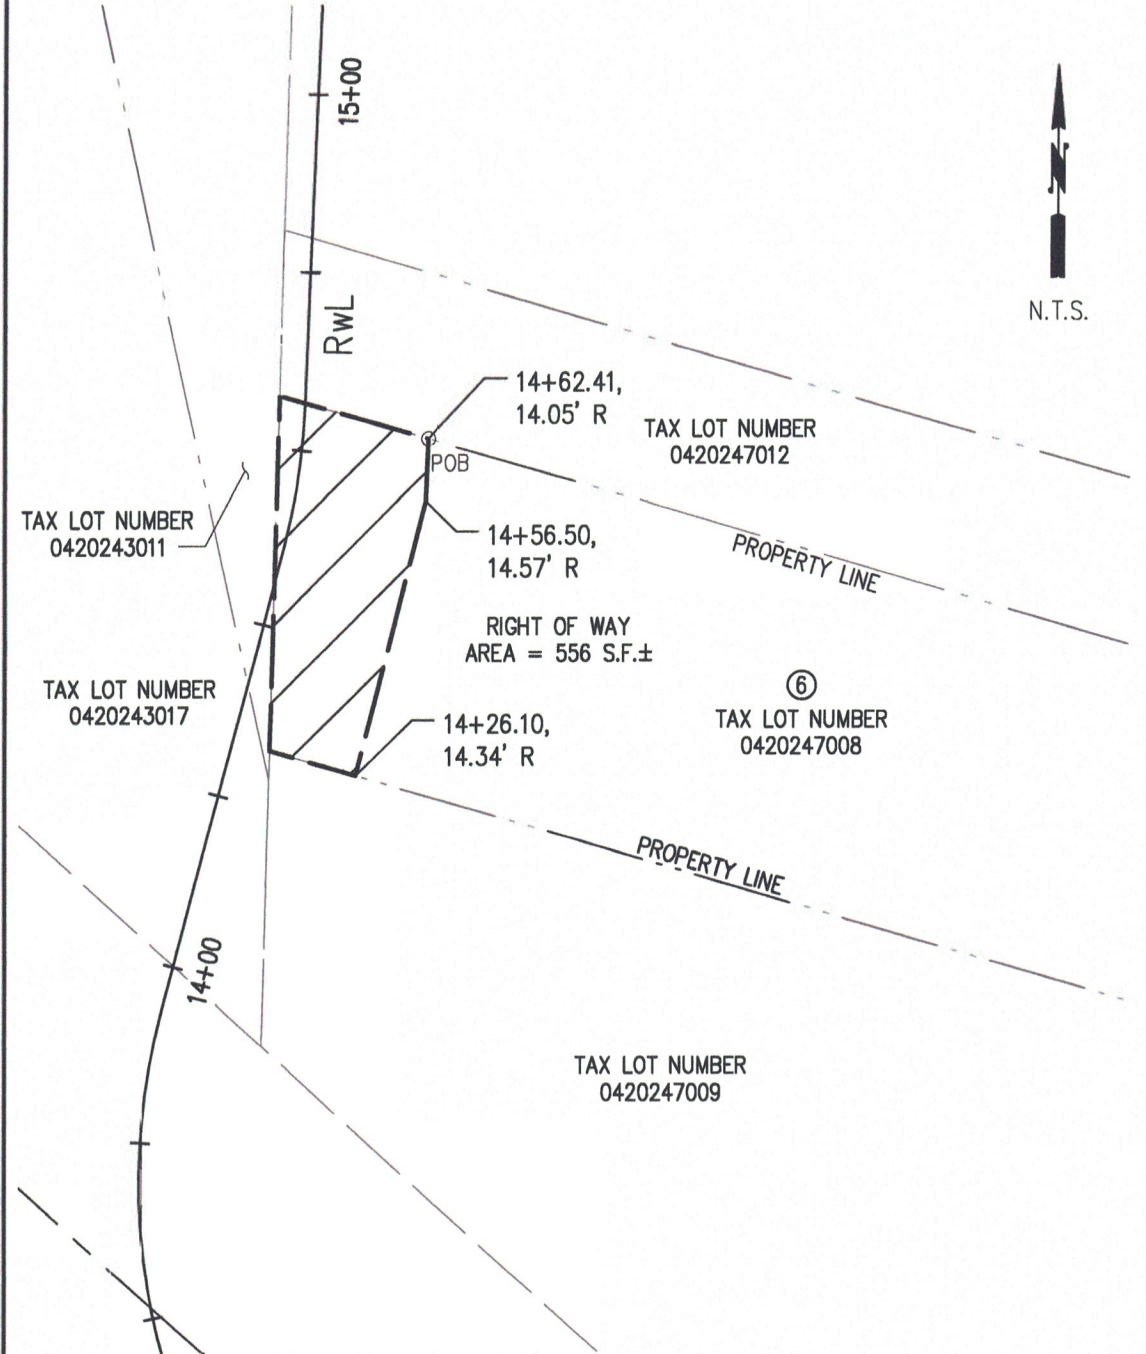 15+00
N
N.T.S.
RwL
14+62.41,
14.05' R
TAX LOT NUMBER
0420247012
POB
TAX LOT NUMBER
0420243011
14+56.50,
14.57' R
PROPERTY LINE
RIGHT OF WAY
AREA = 556 S.F.±
TAX LOT NUMBER
0420243017
6
TAX LOT NUMBER
0420247008
14+26.10,
14.34' R
PROPERTY LINE
14+00
TAX LOT NUMBER
0420247009